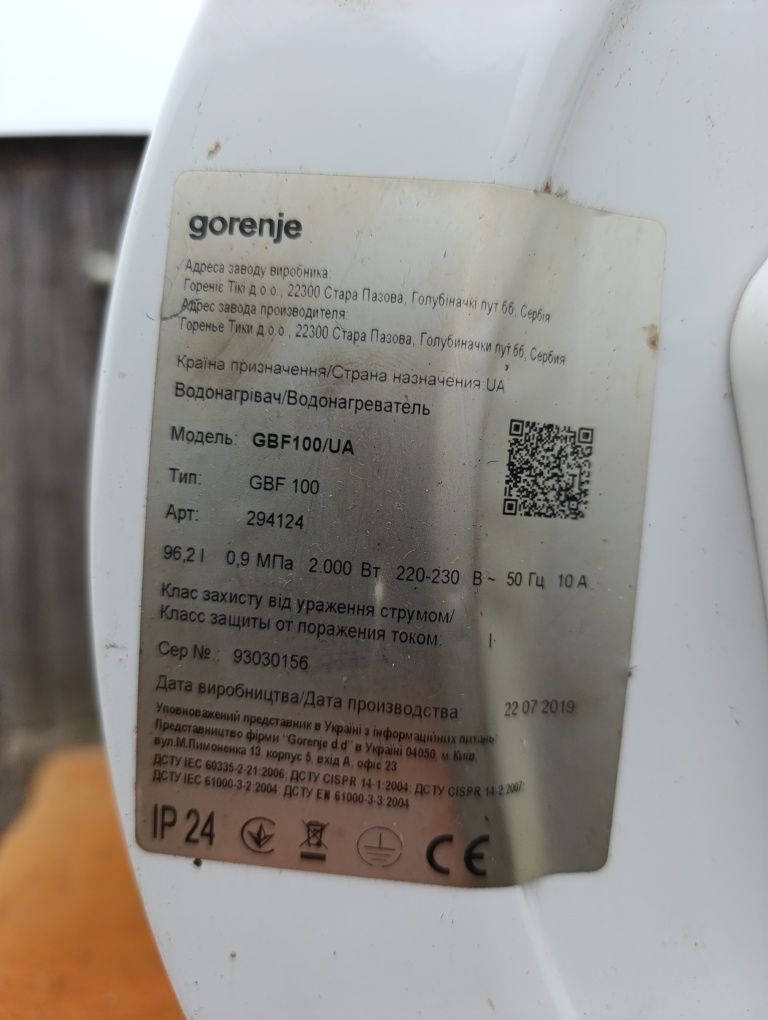 gorenje
Адреса заводу виробника:
Горениє Тікі д.о.о., 22300 Стара Пазова, Голубіначкі пут 66, Сербія
Адрес завода производителя:
Горенье Тики д.о.о., 22300 Стара Пазова, Голубиначки пут 66, Сербия
Країна призначення/Страна назначения:UA
Водонагрівач/Водонагреватель
Модель: GBF100/UA
Тип: GBF 100
Арт: 294124
96,2 l 0,9 МПа 2.000 Вт 220-230 В ~ 50 Гц 10 А
Клас захисту від ураження струмом/
Класс защиты от поражения током: I
Сер №.: 93030156
Дата виробництва/Дата производства: 22 07 2019
Уповноважений представник в Україні з інформаційних питань:
Представництво фірми "Gorenje d.d" в Україні 04050, м. Київ,
вул.М.Пимоненка 13, корпус 5, вхід А, офіс 23
ДСТУ IEC 60335-2-21:2006; ДСТУ CISPR 14-1:2004; ДСТУ CISPR 14-2:2007;
ДСТУ IEC 61000-3-2:2004; ДСТУ EN 61000-3-3:2004
IP 24 CE